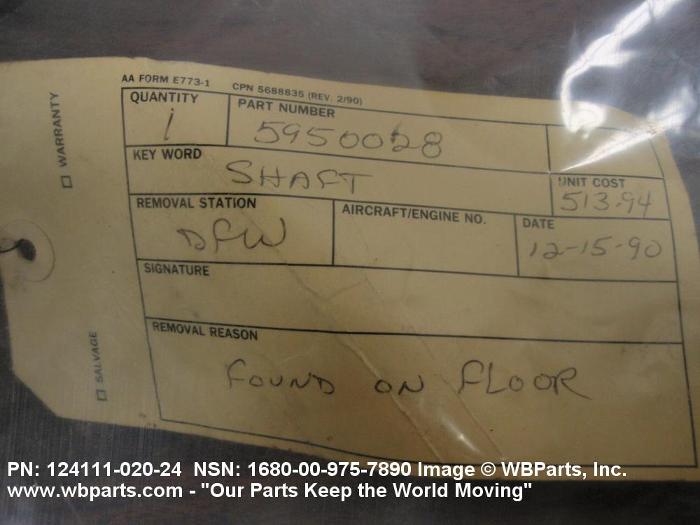 AA FORM E773-1 CPN 5688835 (REV. 2/90)
QUANTITY PART NUMBER
1 5950028
KEY WORD
SHAFT
UNIT COST
513.94
REMOVAL STATION AIRCRAFT/ENGINE NO. DATE
DFW 12-15-90
SIGNATURE
REMOVAL REASON
FOUND ON FLOOR
WARRANTY
SALVAGE
PN: 124111-020-24 NSN: 1680-00-975-7890 Image © WBParts, Inc.
www.wbparts.com - "Our Parts Keep the World Moving"